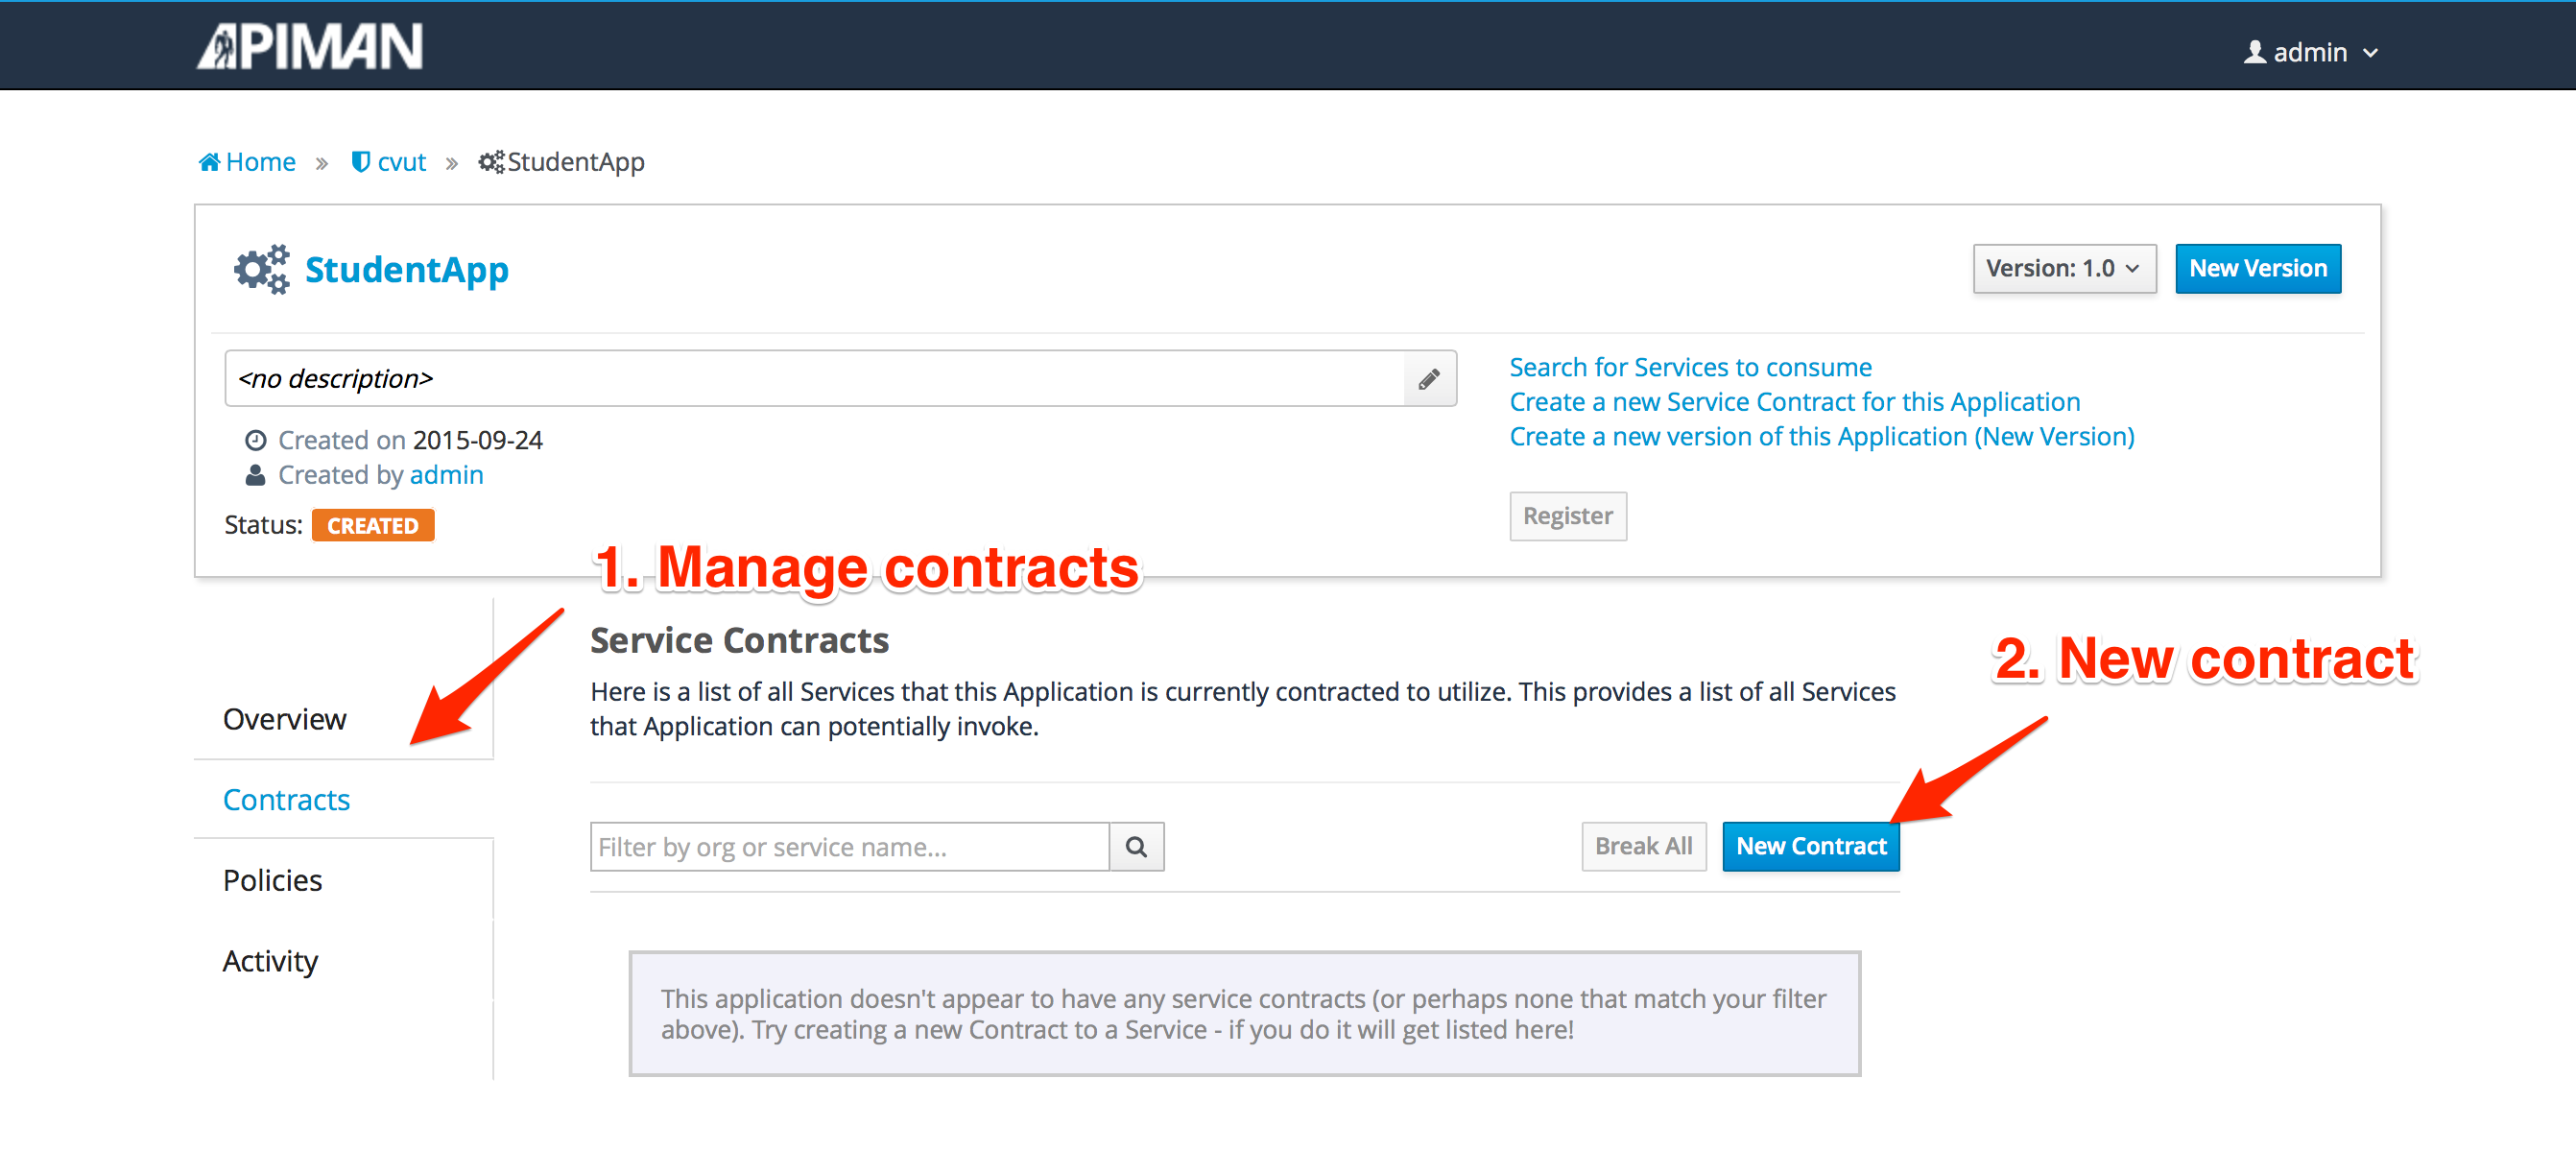 APIMAN
admin
Home » cvut » StudentApp
StudentApp
Version: 1.0
New Version
<no description>
Search for Services to consume
Create a new Service Contract for this Application
Create a new version of this Application (New Version)
Created on 2015-09-24
Created by admin
Status: CREATED
Register
1. Manage contracts
2. New contract
Overview
Contracts
Policies
Activity
Service Contracts
Here is a list of all Services that this Application is currently contracted to utilize. This provides a list of all Services
that Application can potentially invoke.
Filter by org or service name...
Break All
New Contract
This application doesn't appear to have any service contracts (or perhaps none that match your filter
above). Try creating a new Contract to a Service - if you do it will get listed here!